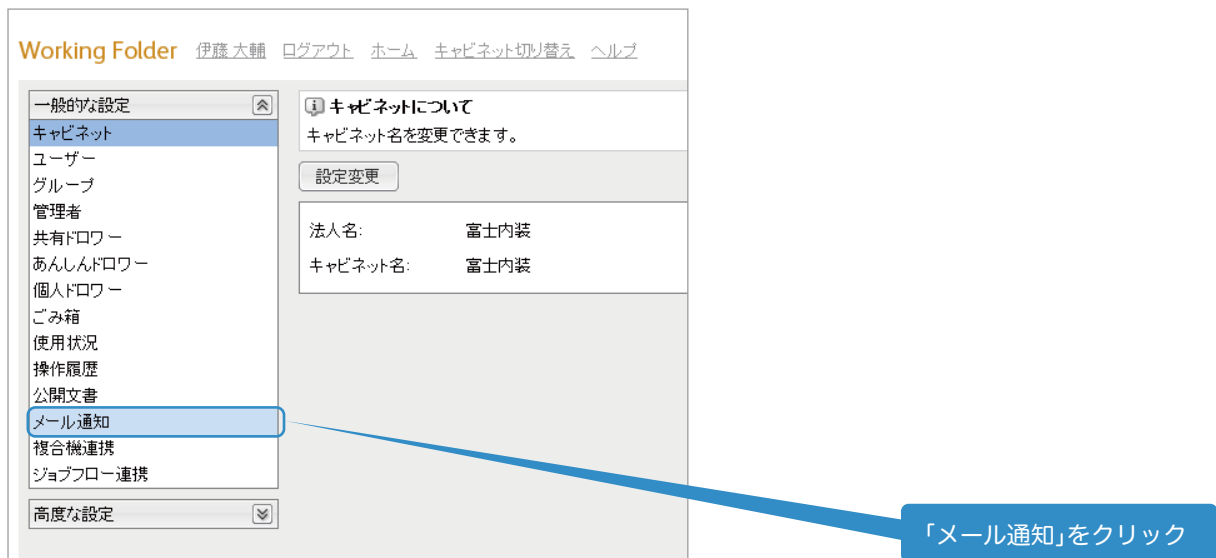 Working Folder 伊藤 大輔 ログアウト ホーム キャビネット切り替え ヘルプ
一般的な設定
キャビネット
ユーザー
グループ
管理者
共有ドロワー
あんしんドロワー
個人ドロワー
ごみ箱
使用状況
操作履歴
公開文書
メール通知
複合機連携
ジョブフロー連携
高度な設定
キャビネットについて
キャビネット名を変更できます。
設定変更
法人名: 富士内装
キャビネット名: 富士内装
「メール通知」をクリック